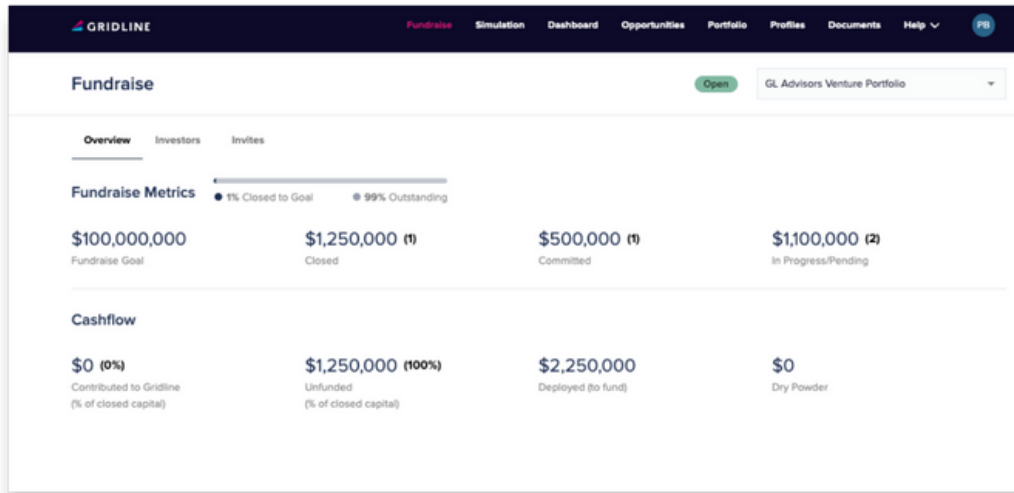 GRIDLINE Fundraise Simulation Dashboard Opportunities Portfolio Profiles Documents Help PB
Fundraise Open GL Advisors Venture Portfolio
Overview Investors Invites
Fundraise Metrics 1% Closed to Goal 99% Outstanding
$100,000,000 $1,250,000 (1) $500,000 (1) $1,100,000 (2)
Fundraise Goal Closed Committed In Progress/Pending
Cashflow
$0 (0%) $1,250,000 (100%) $2,250,000 $0
Contributed to Gridline Unfunded Deployed (to fund) Dry Powder
(% of closed capital) (% of closed capital)